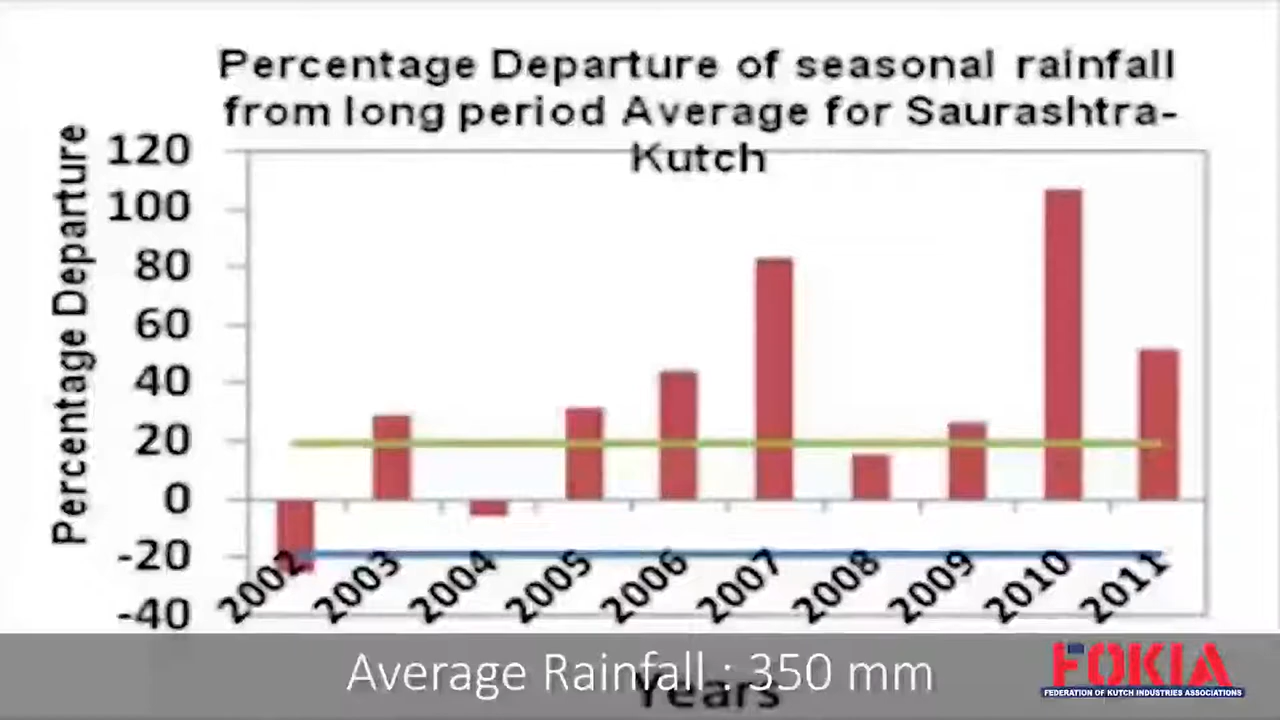 Percentage Departure of seasonal rainfall
from long period Average for Saurashtra-
Kutch
Percentage Departure
120
100
80
60
40
20
0
-20
-40
2002
2003
2004
2005
2006
2007
2008
2009
2010
2011
Years
Average Rainfall : 350 mm
FOKIA
FEDERATION OF KUTCH INDUSTRIES ASSOCIATIONS